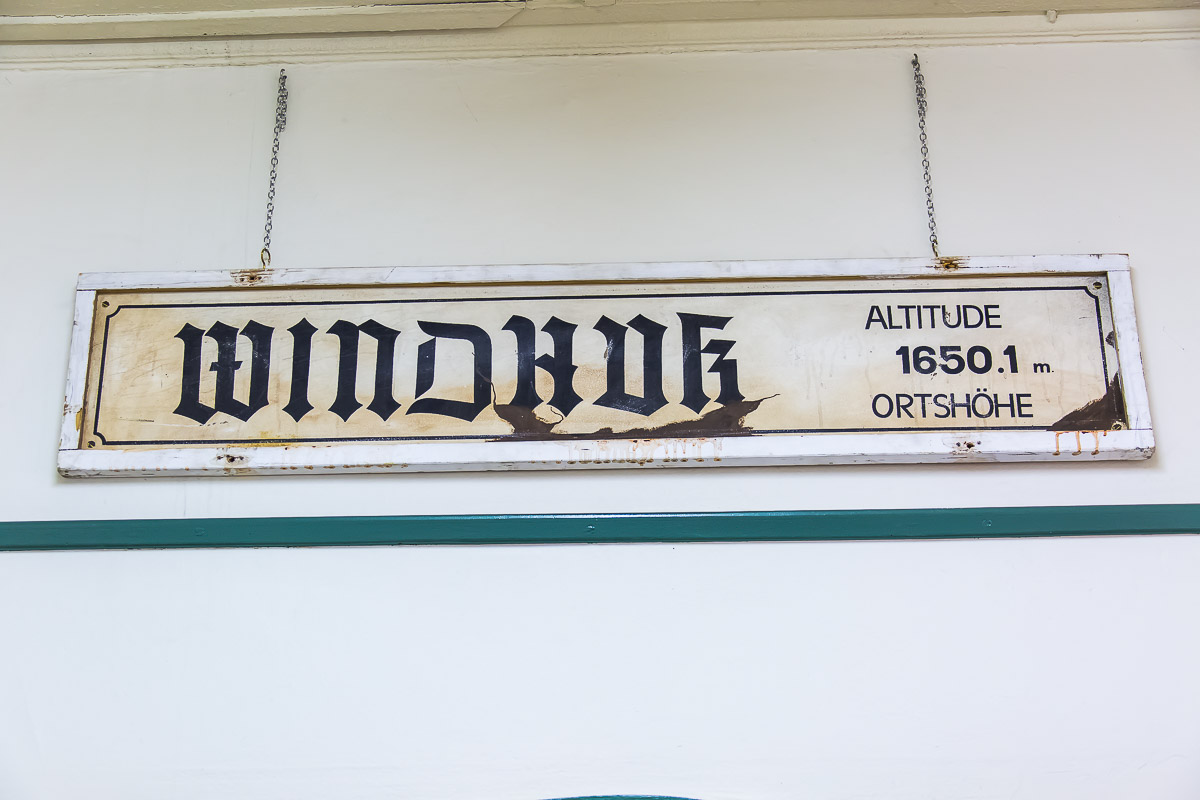 WINDHUK
ALTITUDE
1650.1 m.
ORTSHÖHE